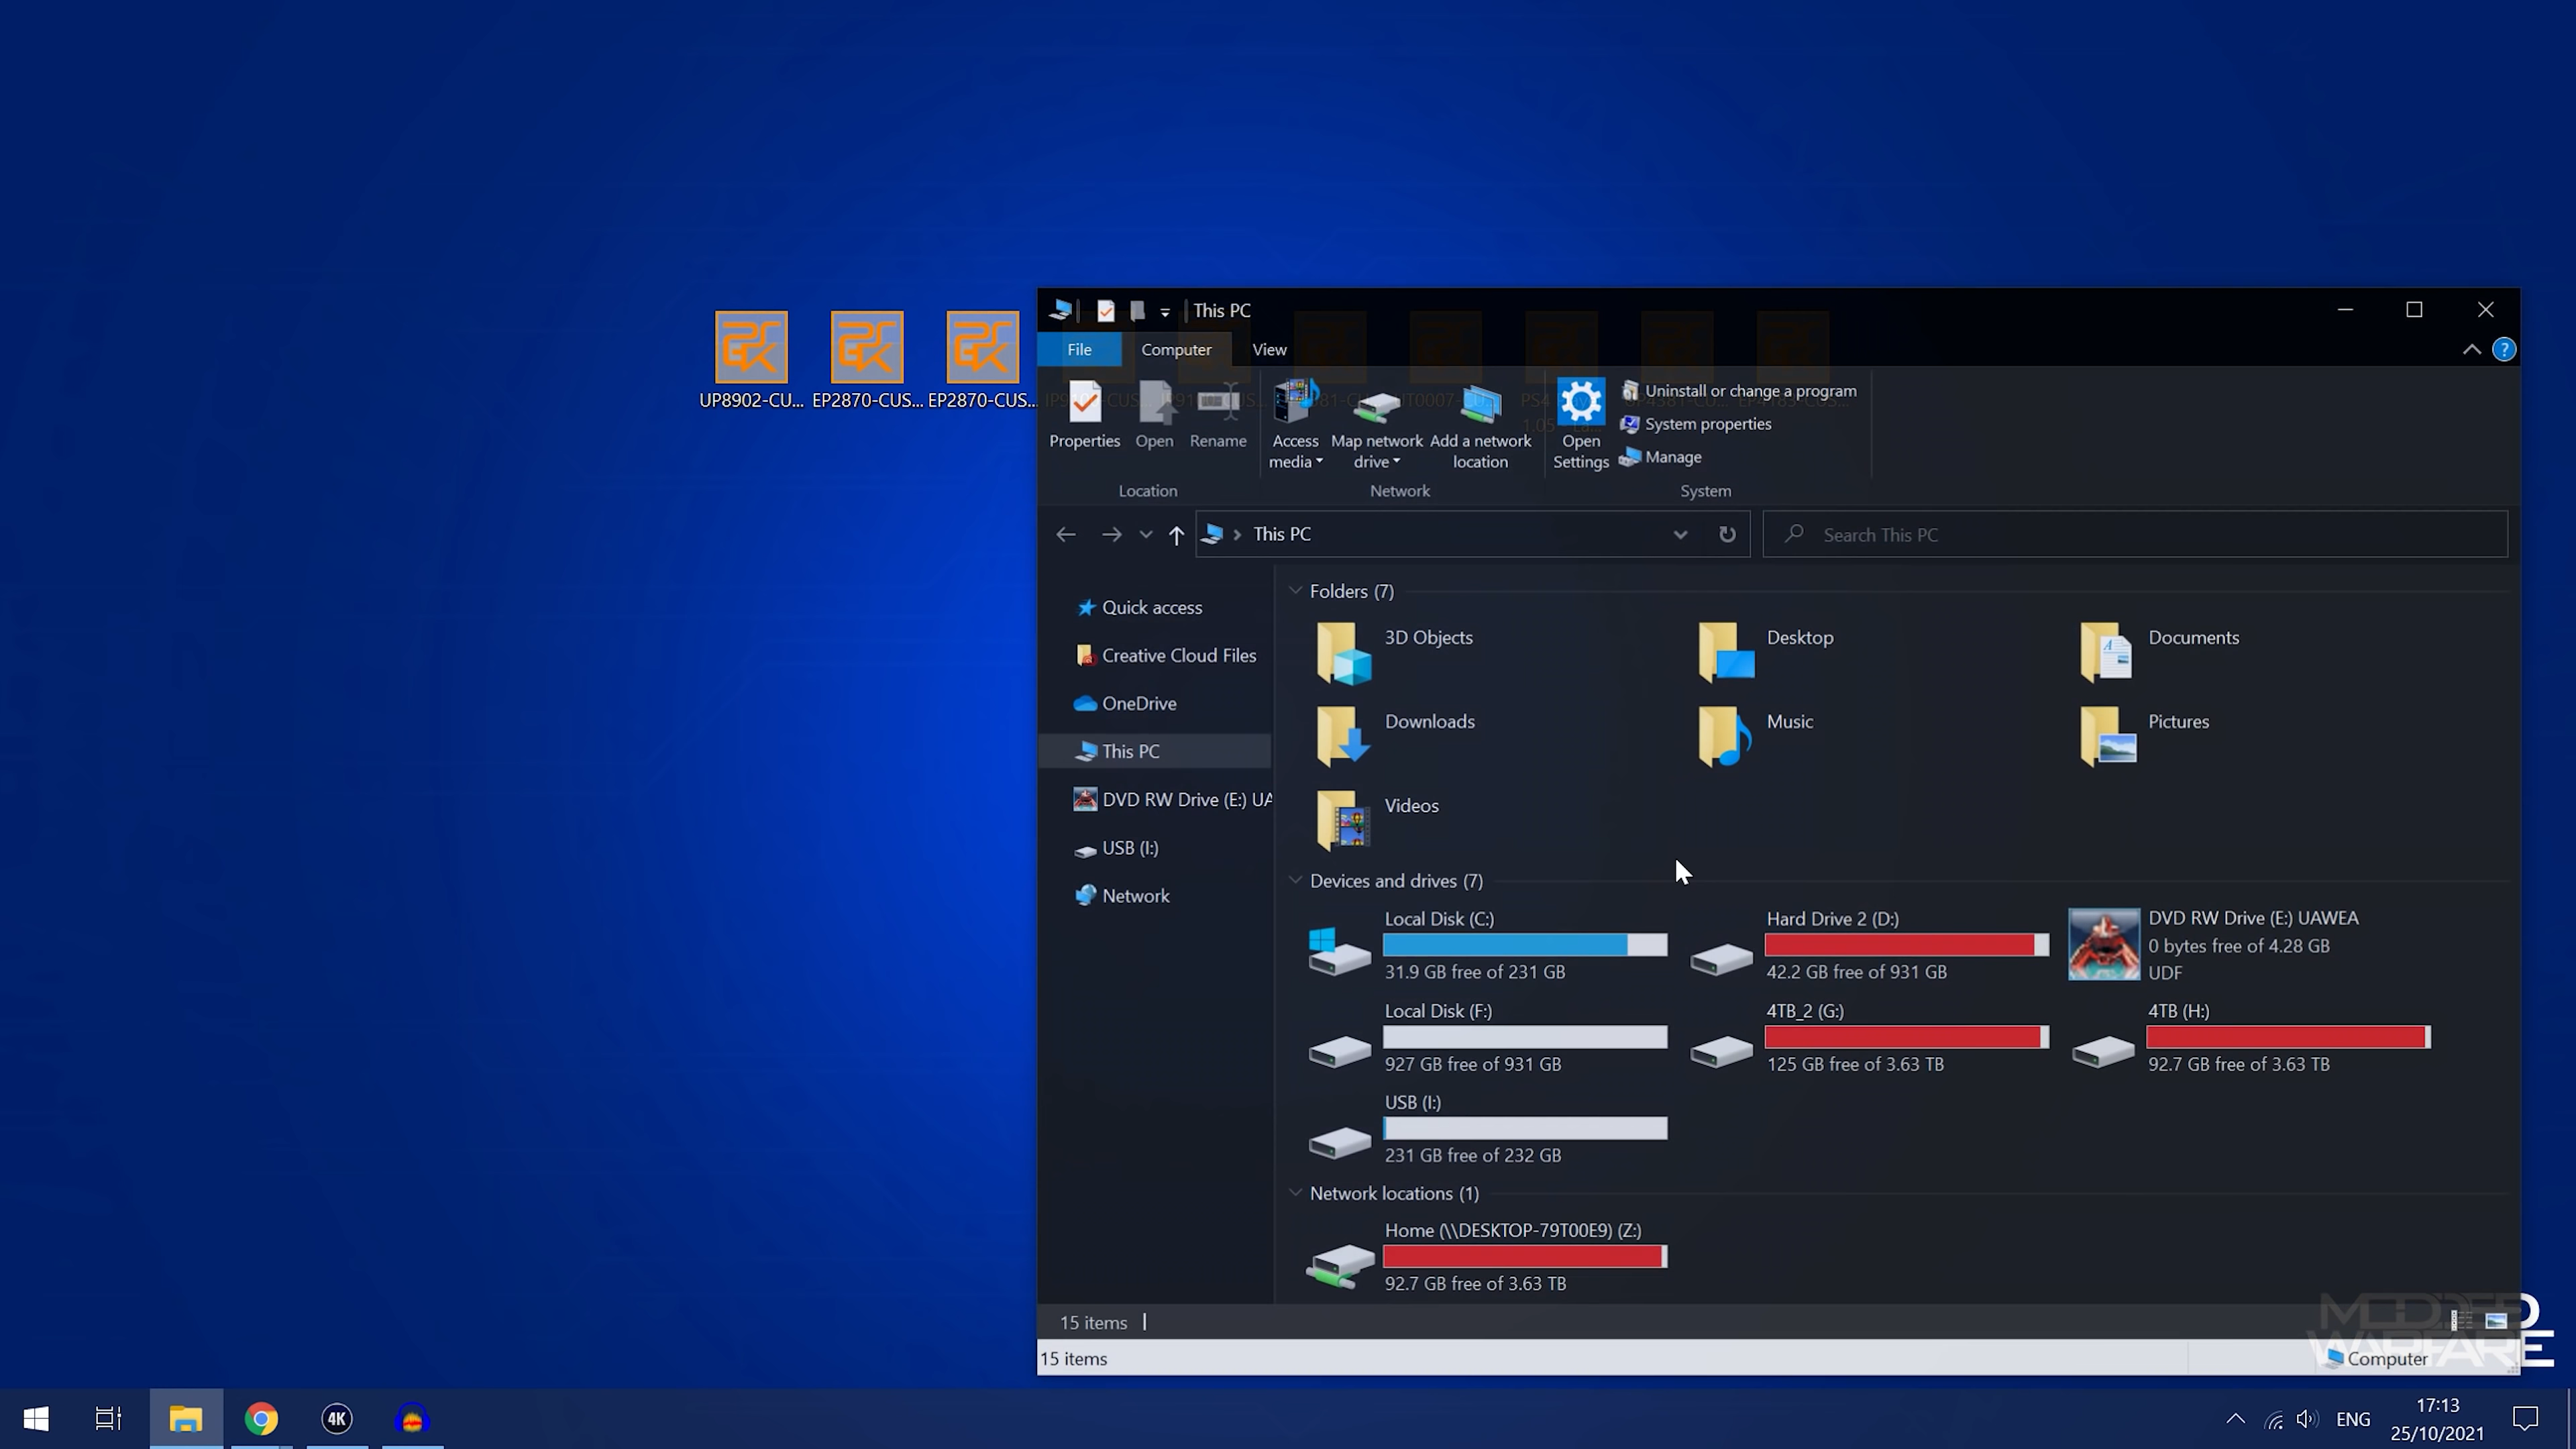 UP8902-CU...
EP2870-CUS...
EP2870-CUS...
This PC
File
Computer
View
Properties
Open
Rename
Location
Access media
Map network drive
Add a network location
Network
Open Settings
Uninstall or change a program
System properties
Manage
System
This PC
Search This PC
Quick access
Creative Cloud Files
OneDrive
This PC
DVD RW Drive (E:) UA
USB (I:)
Network
Folders (7)
3D Objects
Desktop
Documents
Downloads
Music
Pictures
Videos
Devices and drives (7)
Local Disk (C:)
31.9 GB free of 231 GB
Hard Drive 2 (D:)
42.2 GB free of 931 GB
DVD RW Drive (E:) UAWEA
0 bytes free of 4.28 GB
UDF
Local Disk (F:)
927 GB free of 931 GB
4TB_2 (G:)
125 GB free of 3.63 TB
4TB (H:)
92.7 GB free of 3.63 TB
USB (I:)
231 GB free of 232 GB
Network locations (1)
Home (\\DESKTOP-79T00E9) (Z:)
92.7 GB free of 3.63 TB
15 items
15 items
Computer
MODDED
WARFARE
4K
ENG
17:13
25/10/2021